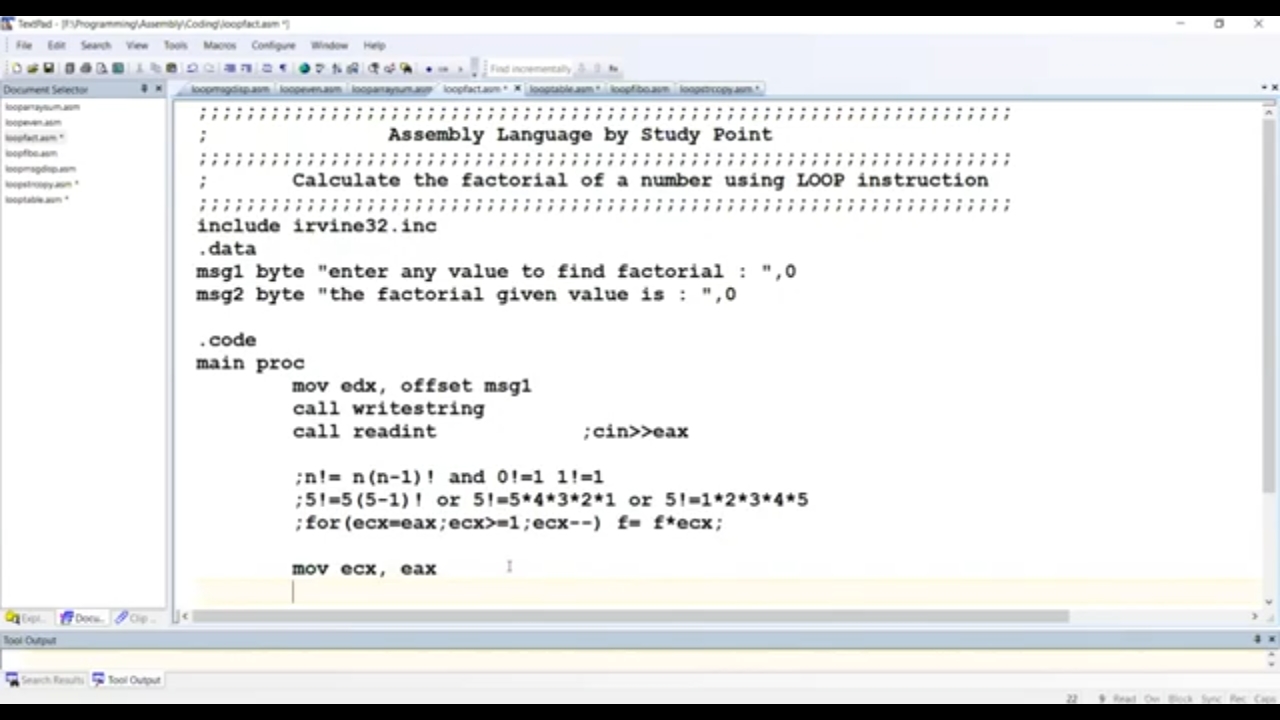 TextPad - [F:\Programming\Assembly\Coding\loopfact.asm *]
File Edit Search View Tools Macros Configure Window Help
Find incrementally
Document Selector
loopmsgdisp.asm loopeven.asm looparraysum.asm loopfact.asm * looptable.asm * loopfibo.asm loopstrcopy.asm *
looparraysum.asm
loopeven.asm
loopfact.asm *
loopfibo.asm
loopmsgdisp.asm
loopstrcopy.asm *
looptable.asm *
;;;;;;;;;;;;;;;;;;;;;;;;;;;;;;;;;;;;;;;;;;;;;;;;;;;;;;;;;;;;;;;;;;;;
; Assembly Language by Study Point
;;;;;;;;;;;;;;;;;;;;;;;;;;;;;;;;;;;;;;;;;;;;;;;;;;;;;;;;;;;;;;;;;;;;
; Calculate the factorial of a number using LOOP instruction
;;;;;;;;;;;;;;;;;;;;;;;;;;;;;;;;;;;;;;;;;;;;;;;;;;;;;;;;;;;;;;;;;;;;
include irvine32.inc
.data
msg1 byte "enter any value to find factorial : ",0
msg2 byte "the factorial given value is : ",0
.code
main proc
mov edx, offset msg1
call writestring
call readint ;cin>>eax
;n!= n(n-1)! and 0!=1 1!=1
;5!=5(5-1)! or 5!=5*4*3*2*1 or 5!=1*2*3*4*5
;for(ecx=eax;ecx>=1;ecx--) f= f*ecx;
mov ecx, eax
Expl... Docu... Clip ...
Tool Output
Search Results Tool Output
22 9 Read Ovr Block Sync Rec Caps